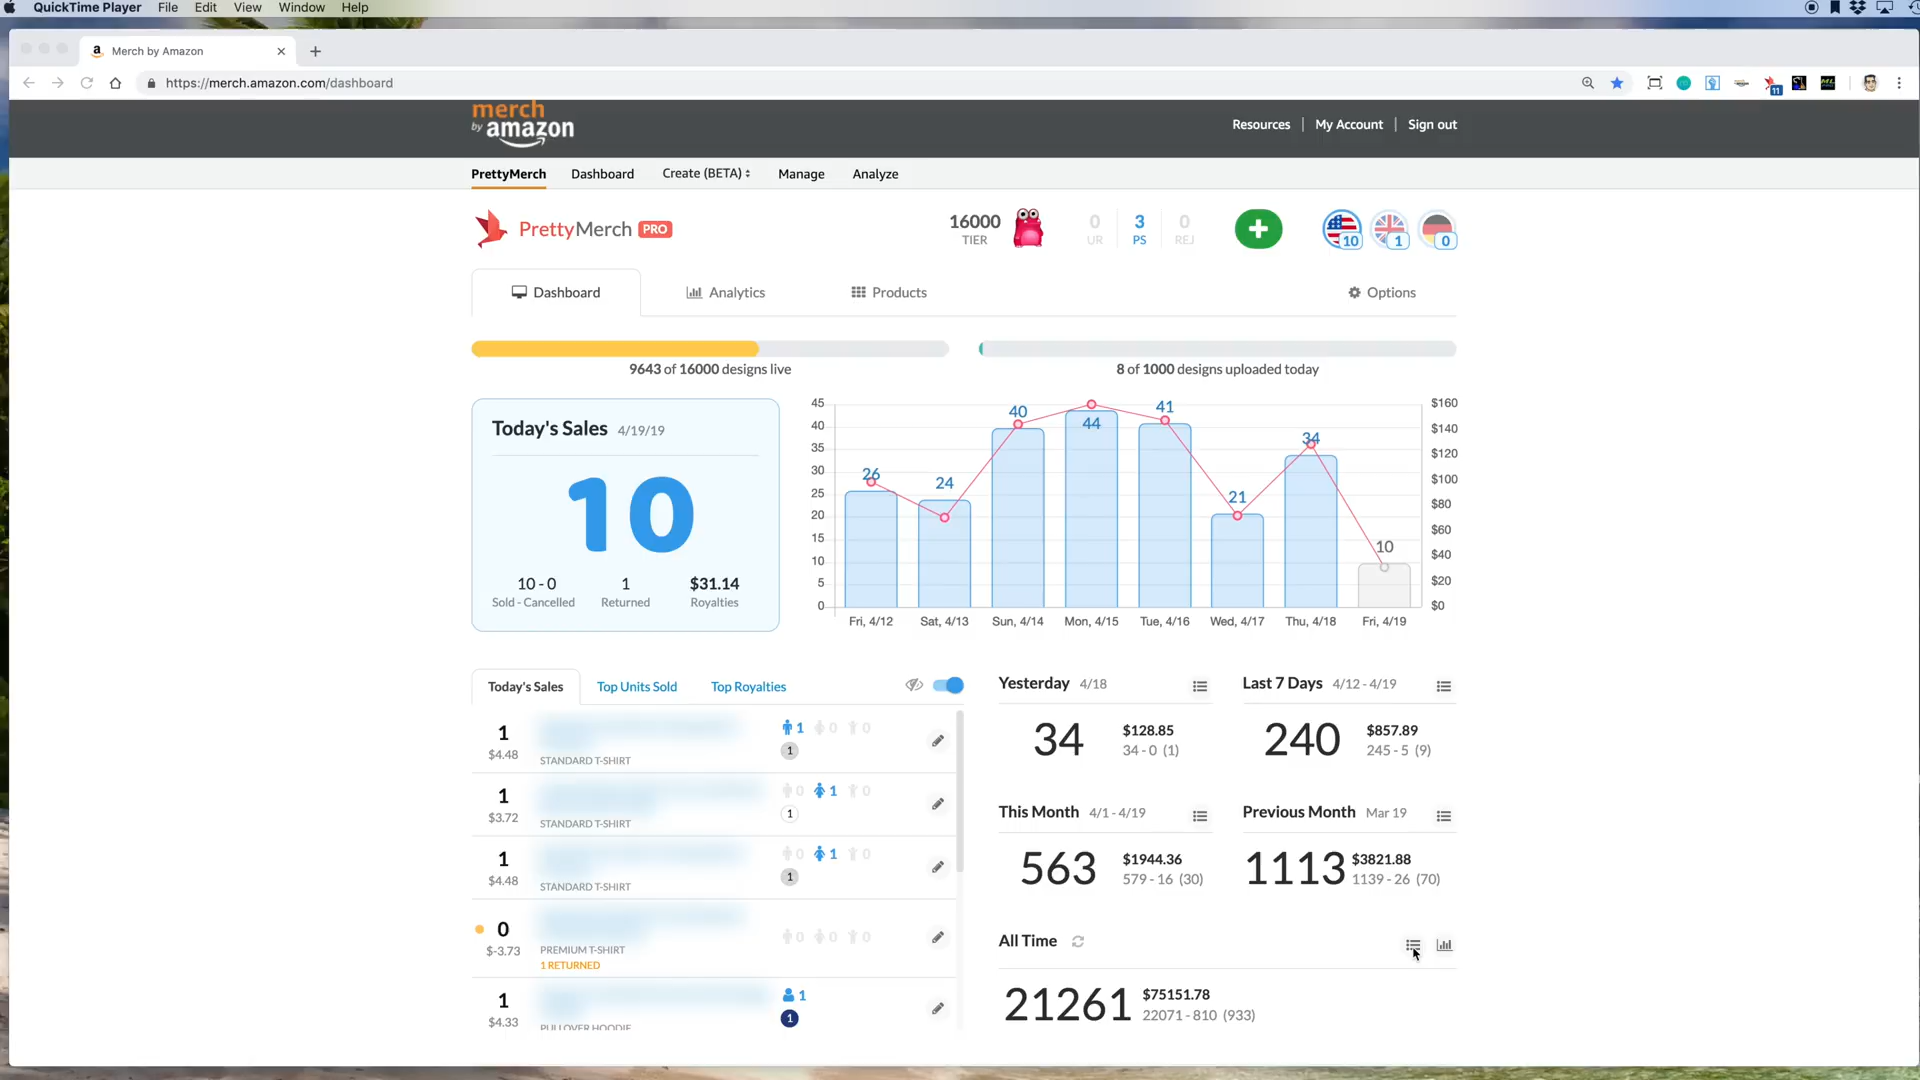 QuickTime Player File Edit View Window Help
Merch by Amazon
https://merch.amazon.com/dashboard
11
merch
by amazon
Resources | My Account | Sign out
PrettyMerch Dashboard Create (BETA) Manage Analyze
PrettyMerch PRO
16000
TIER
0
UR
3
PS
0
REJ
10
1
0
Dashboard
Analytics
Products
Options
9643 of 16000 designs live
8 of 1000 designs uploaded today
Today's Sales 4/19/19
10
10 - 0
Sold - Cancelled
1
Returned
$31.14
Royalties
45
40
35
30
25
20
15
10
5
0
26
24
40
44
41
21
34
10
$160
$140
$120
$100
$80
$60
$40
$20
$0
Fri, 4/12
Sat, 4/13
Sun, 4/14
Mon, 4/15
Tue, 4/16
Wed, 4/17
Thu, 4/18
Fri, 4/19
Today's Sales
Top Units Sold
Top Royalties
1
$4.48
STANDARD T-SHIRT
1 0 0
1
1
$3.72
STANDARD T-SHIRT
0 1 0
1
1
$4.48
STANDARD T-SHIRT
0 1 0
1
0
$-3.73
PREMIUM T-SHIRT
1 RETURNED
0 0 0
1
$4.33
PULLOVER HOODIE
1
1
Yesterday 4/18
34
$128.85
34 - 0 (1)
Last 7 Days 4/12 - 4/19
240
$857.89
245 - 5 (9)
This Month 4/1 - 4/19
563
$1944.36
579 - 16 (30)
Previous Month Mar 19
1113
$3821.88
1139 - 26 (70)
All Time
21261
$75151.78
22071 - 810 (933)